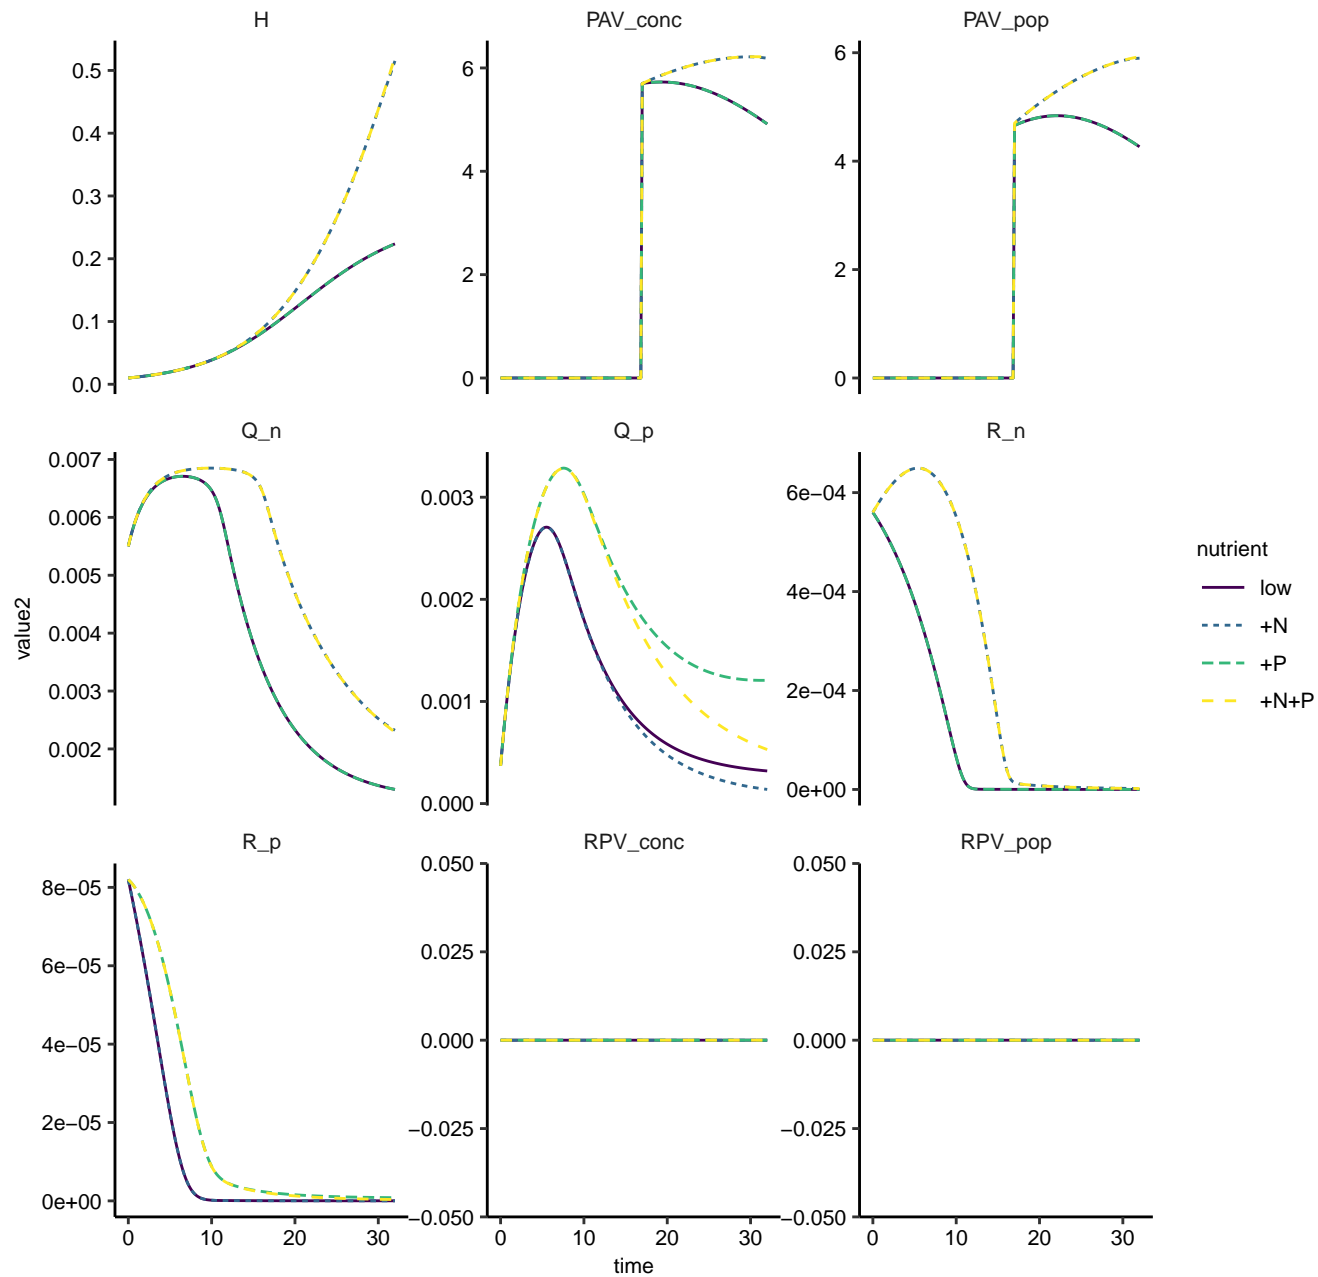 H PAV_conc PAV_pop
0.5
0.4
0.3
0.2
0.1
0.0
6
4
2
0
6
4
2
0
Q_n Q_p R_n
0.007
0.006
0.005
0.004
0.003
0.002
0.003
0.002
0.001
0.000
6e−04
4e−04
2e−04
0e+00
R_p RPV_conc RPV_pop
8e−05
6e−05
4e−05
2e−05
0e+00
0.050
0.025
0.000
−0.025
−0.050
0.050
0.025
0.000
−0.025
−0.050
0 10 20 30
0 10 20 30
0 10 20 30
time
value2
nutrient
low
+N
+P
+N+P